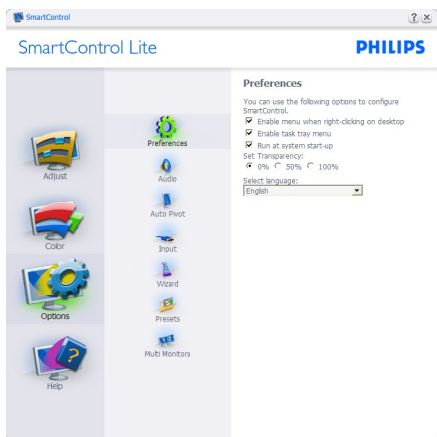 SmartControl
SmartControl Lite
PHILIPS
Adjust
Color
Options
Help
Preferences
Audio
Auto Pivot
Input
Wizard
Presets
Multi Monitors
Preferences
You can use the following options to configure
SmartControl.
Enable menu when right-clicking on desktop
Enable task tray menu
Run at system start-up
Set Transparency:
0% 50% 100%
Select language:
English